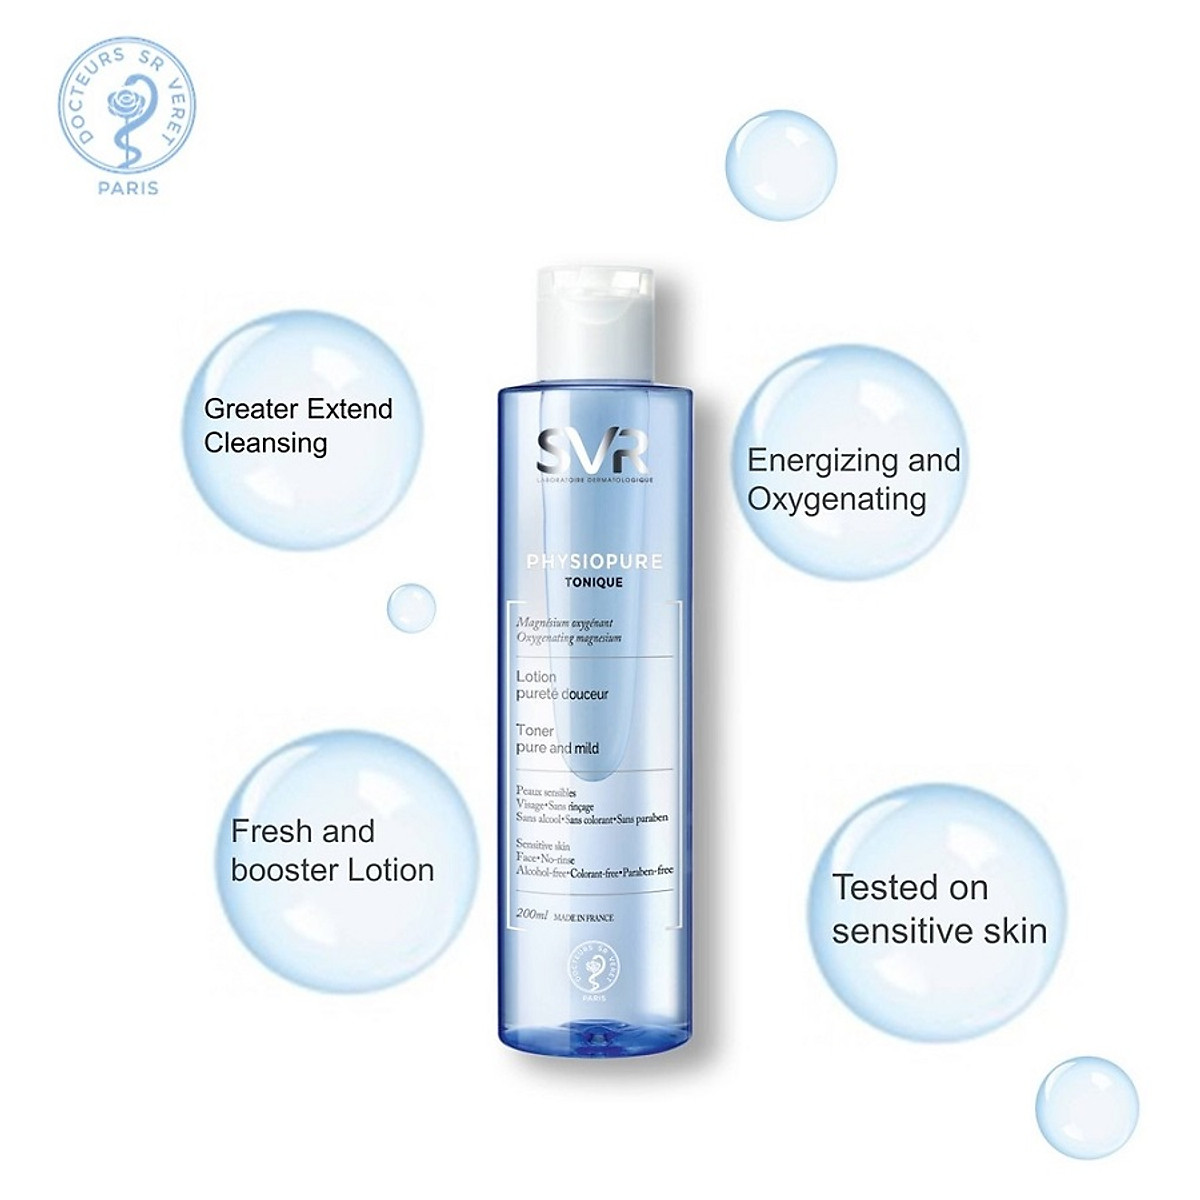 DOCTEURS SR VERET
PARIS
Greater Extend
Cleansing
Energizing and
Oxygenating
SVR
LABORATOIRE DERMATOLOGIQUE
PHYSIOPURE
TONIQUE
Magnésium oxygénant
Oxygenating magnesium
Lotion
pureté douceur
Toner
pure and mild
Peaux sensibles
Visage•Sans rinçage
Sans alcool•Sans colorant•Sans paraben
Sensitive skin
Face•No-rinse
Alcohol-free•Colorant-free•Paraben-free
200ml MADE IN FRANCE
DOCTEURS SR VERET
PARIS
Fresh and
booster Lotion
Tested on
sensitive skin